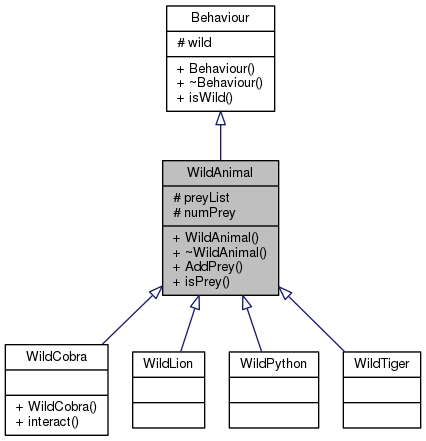 Behaviour
# wild
+ Behaviour()
+ ~Behaviour()
+ isWild()
WildAnimal
# preyList
# numPrey
+ WildAnimal()
+ ~WildAnimal()
+ AddPrey()
+ isPrey()
WildCobra
+ WildCobra()
+ interact()
WildLion
WildPython
WildTiger